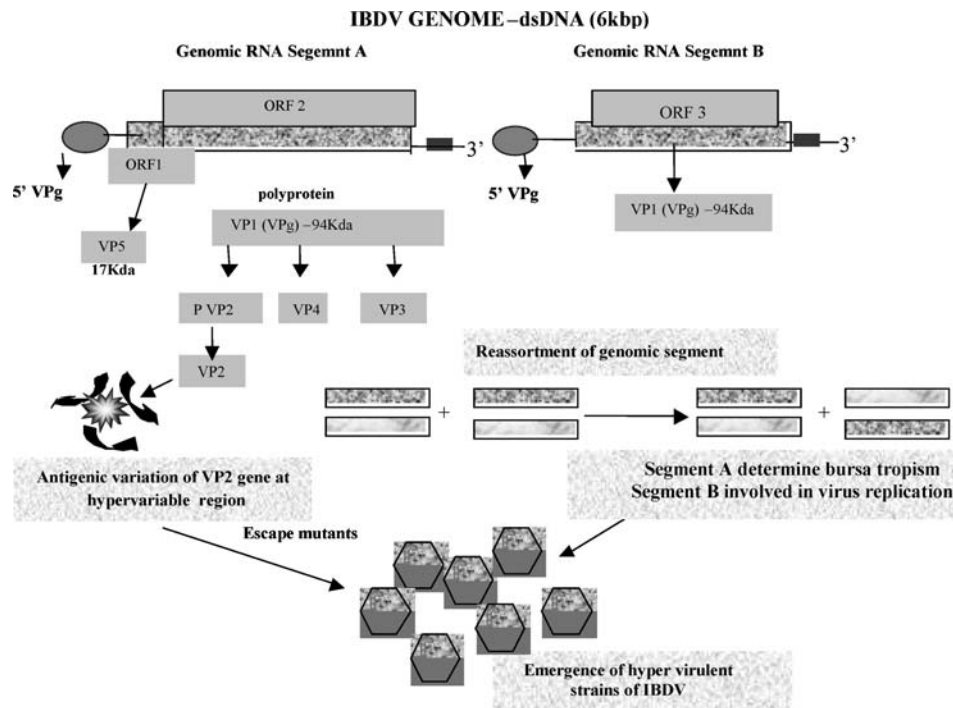 IBDV GENOME–dsDNA (6kbp)
Genomic RNA Segemnt A
Genomic RNA Segemnt B
ORF 2
ORF 3
3’
3’
ORF1
5’ VPg
5’ VPg
polyprotein
VP1 (VPg) –94Kda
VP1 (VPg) –94Kda
VP5
17Kda
P VP2
VP4
VP3
VP2
Reassortment of genomic segment
+
+
Antigenic variation of VP2 gene at
hypervariable region
Segment A determine bursa tropism
Segment B involved in virus replication
Escape mutants
Emergence of hyper virulent
strains of IBDV